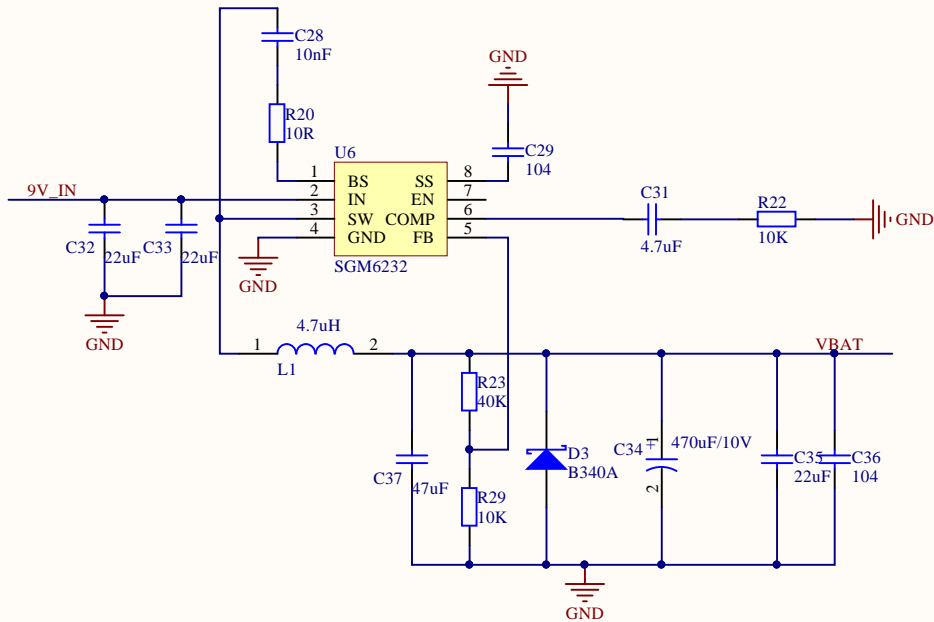 C28
10nF
GND
R20
10R
U6
C29
104
1
BS
SS
8
9V_IN
2
IN
EN
7
C31
R22
3
SW
COMP
6
GND
4
GND
FB
5
4.7uF
10K
C32
22uF
C33
22uF
SGM6232
GND
GND
4.7uH
1
2
VBAT
L1
R23
40K
C34
+
1
470uF/10V
D3
B340A
C35
22uF
C36
104
C37
47uF
2
R29
10K
GND